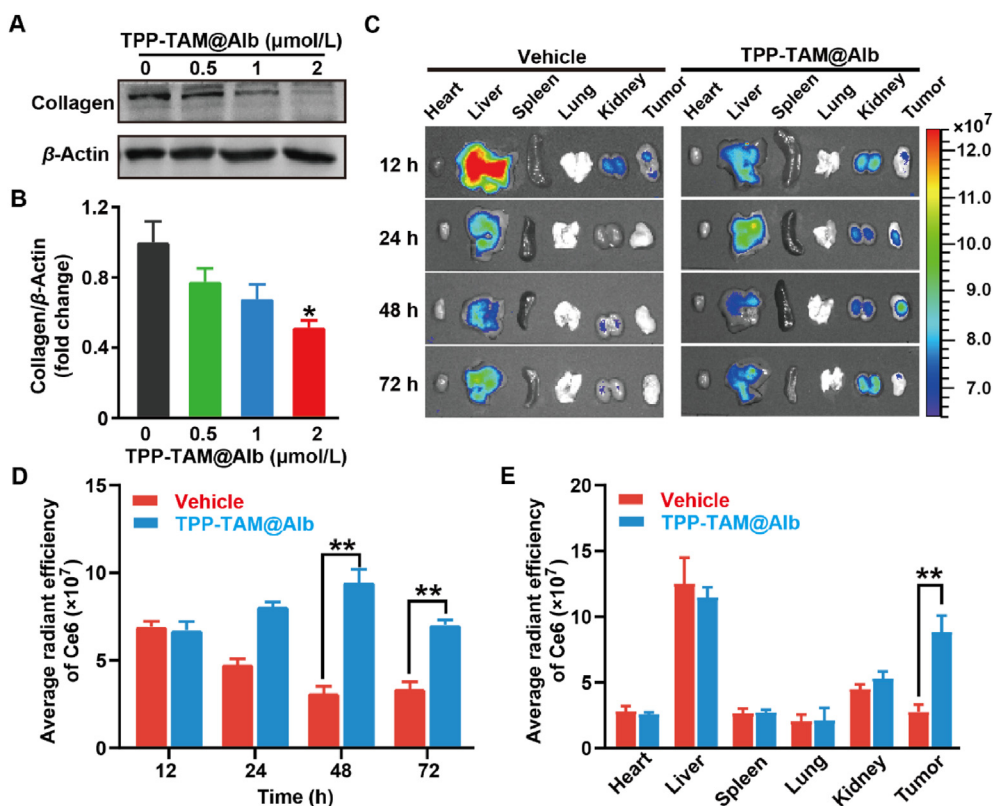 A
TPP-TAM@Alb (μmol/L)
0 0.5 1 2
Collagen
β-Actin
B
Collagen/β-Actin
(fold change)
1.2
0.8
0.4
0
*
0 0.5 1 2
TPP-TAM@Alb (μmol/L)
C
Vehicle TPP-TAM@Alb
Heart Liver Spleen Lung Kidney Tumor Heart Liver Spleen Lung Kidney Tumor
12 h
24 h
48 h
72 h
×10⁷
12.0
11.0
10.0
9.0
8.0
7.0
D
Average radiant efficiency
of Ce6 (×10⁷)
15
10
5
0
Vehicle
TPP-TAM@Alb
**
**
12 24 48 72
Time (h)
E
Average radiant efficiency
of Ce6 (×10⁷)
20
15
10
5
0
Vehicle
TPP-TAM@Alb
**
Heart Liver Spleen Lung Kidney Tumor